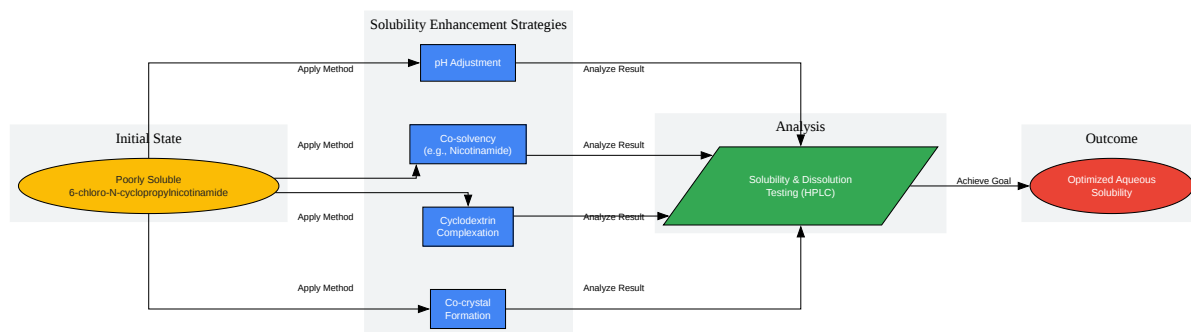 Solubility Enhancement Strategies
Apply Method
pH Adjustment
Analyze Result
Initial State
Poorly Soluble
6-chloro-N-cyclopropylnicotinamide
Apply Method
Co-solvency
(e.g., Nicotinamide)
Analyze Result
Apply Method
Cyclodextrin
Complexation
Analyze Result
Apply Method
Co-crystal
Formation
Analyze Result
Analysis
Solubility & Dissolution
Testing (HPLC)
Achieve Goal
Outcome
Optimized Aqueous
Solubility